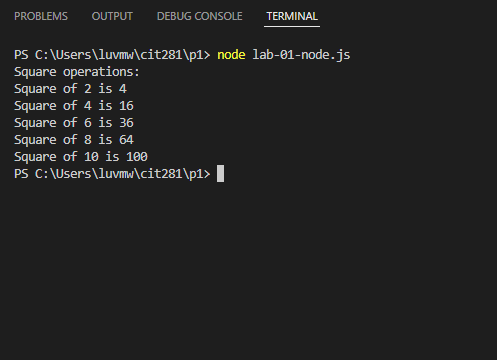 PROBLEMS OUTPUT DEBUG CONSOLE TERMINAL
PS C:\Users\luvmw\cit281\p1> node lab-01-node.js
Square operations:
Square of 2 is 4
Square of 4 is 16
Square of 6 is 36
Square of 8 is 64
Square of 10 is 100
PS C:\Users\luvmw\cit281\p1>